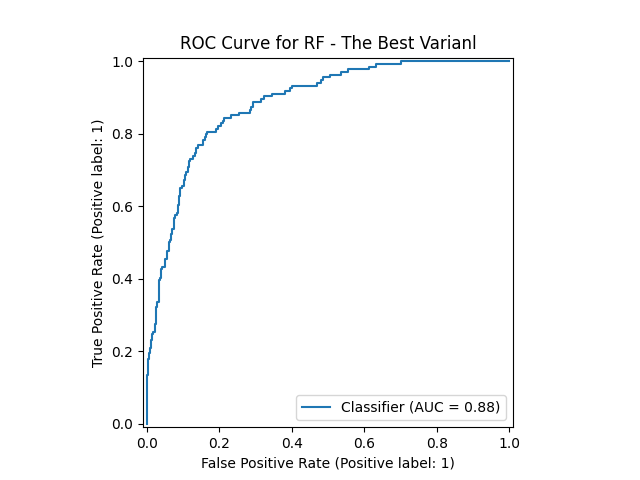 ROC Curve for RF - The Best Varianl
1.0
0.8
0.6
0.4
0.2
0.0
True Positive Rate (Positive label: 1)
Classifier (AUC = 0.88)
0.0 0.2 0.4 0.6 0.8 1.0
False Positive Rate (Positive label: 1)